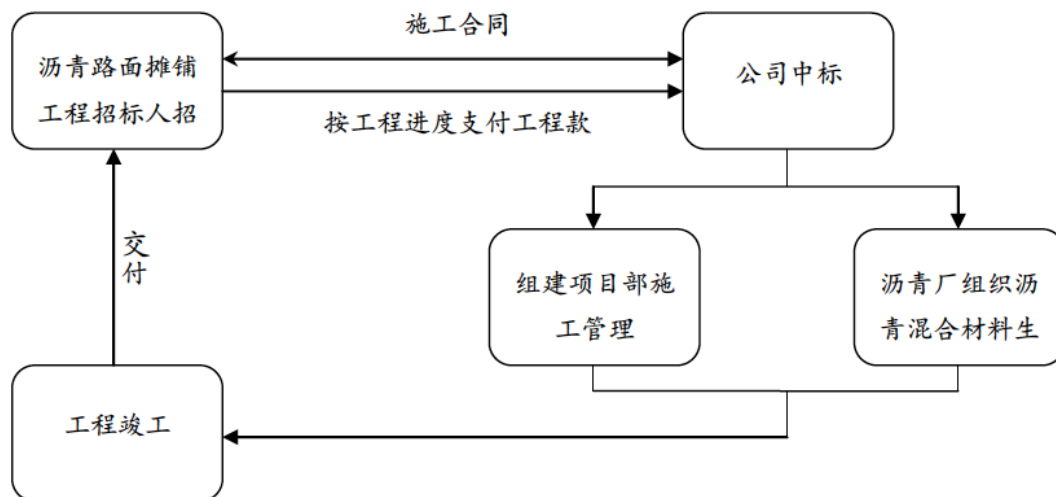 施工合同
沥青路面摊铺
工程招标人招
公司中标
按工程进度支付工程款
交
付
组建项目部施
工管理
沥青厂组织沥
青混合材料生
工程竣工